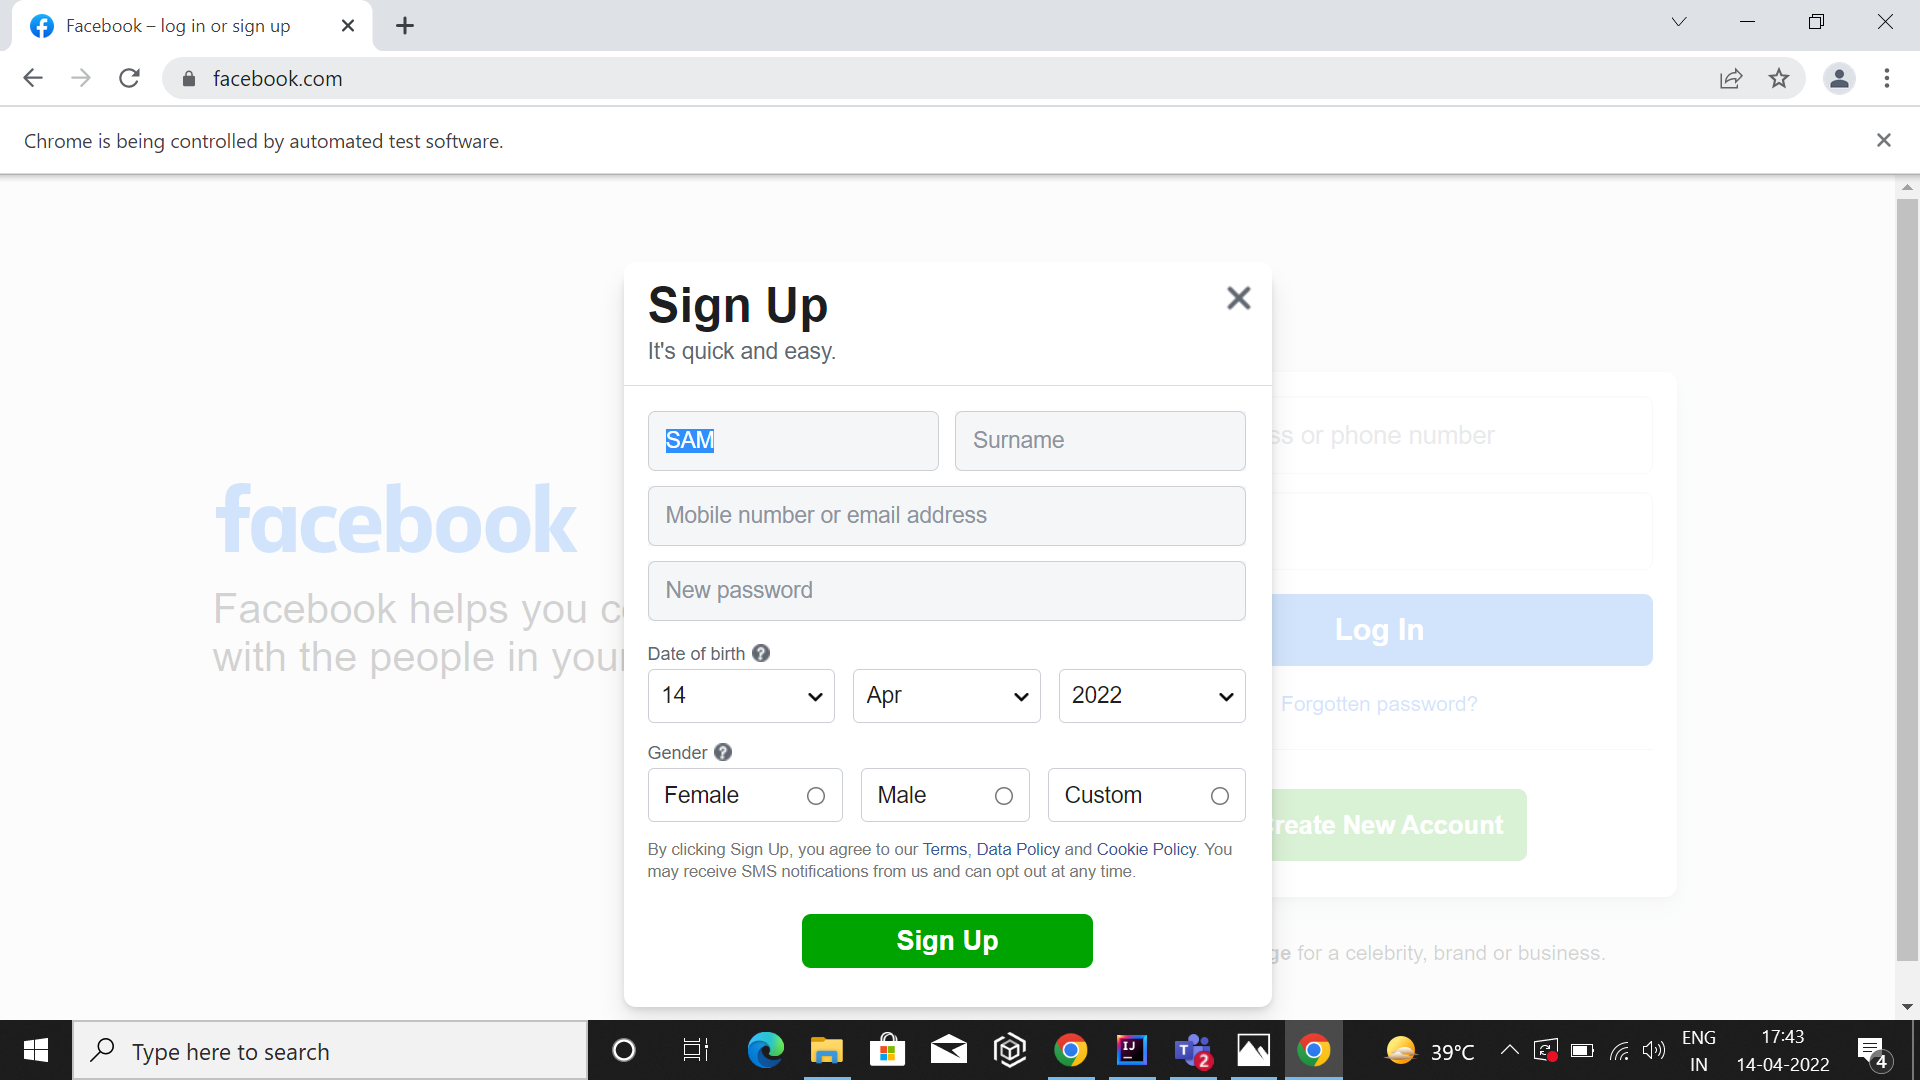 Facebook – log in or sign up
facebook.com
Chrome is being controlled by automated test software.
Sign Up
It's quick and easy.
SAM
Surname
Mobile number or email address
New password
Date of birth
14
Apr
2022
Gender
Female
Male
Custom
By clicking Sign Up, you agree to our Terms, Data Policy and Cookie Policy. You
may receive SMS notifications from us and can opt out at any time.
Sign Up
facebook
Facebook helps you c
with the people in your
ss or phone number
Log In
Forgotten password?
reate New Account
ge for a celebrity, brand or business.
Type here to search
IJ
T
2
39°C
ENG
IN
17:43
14-04-2022
4